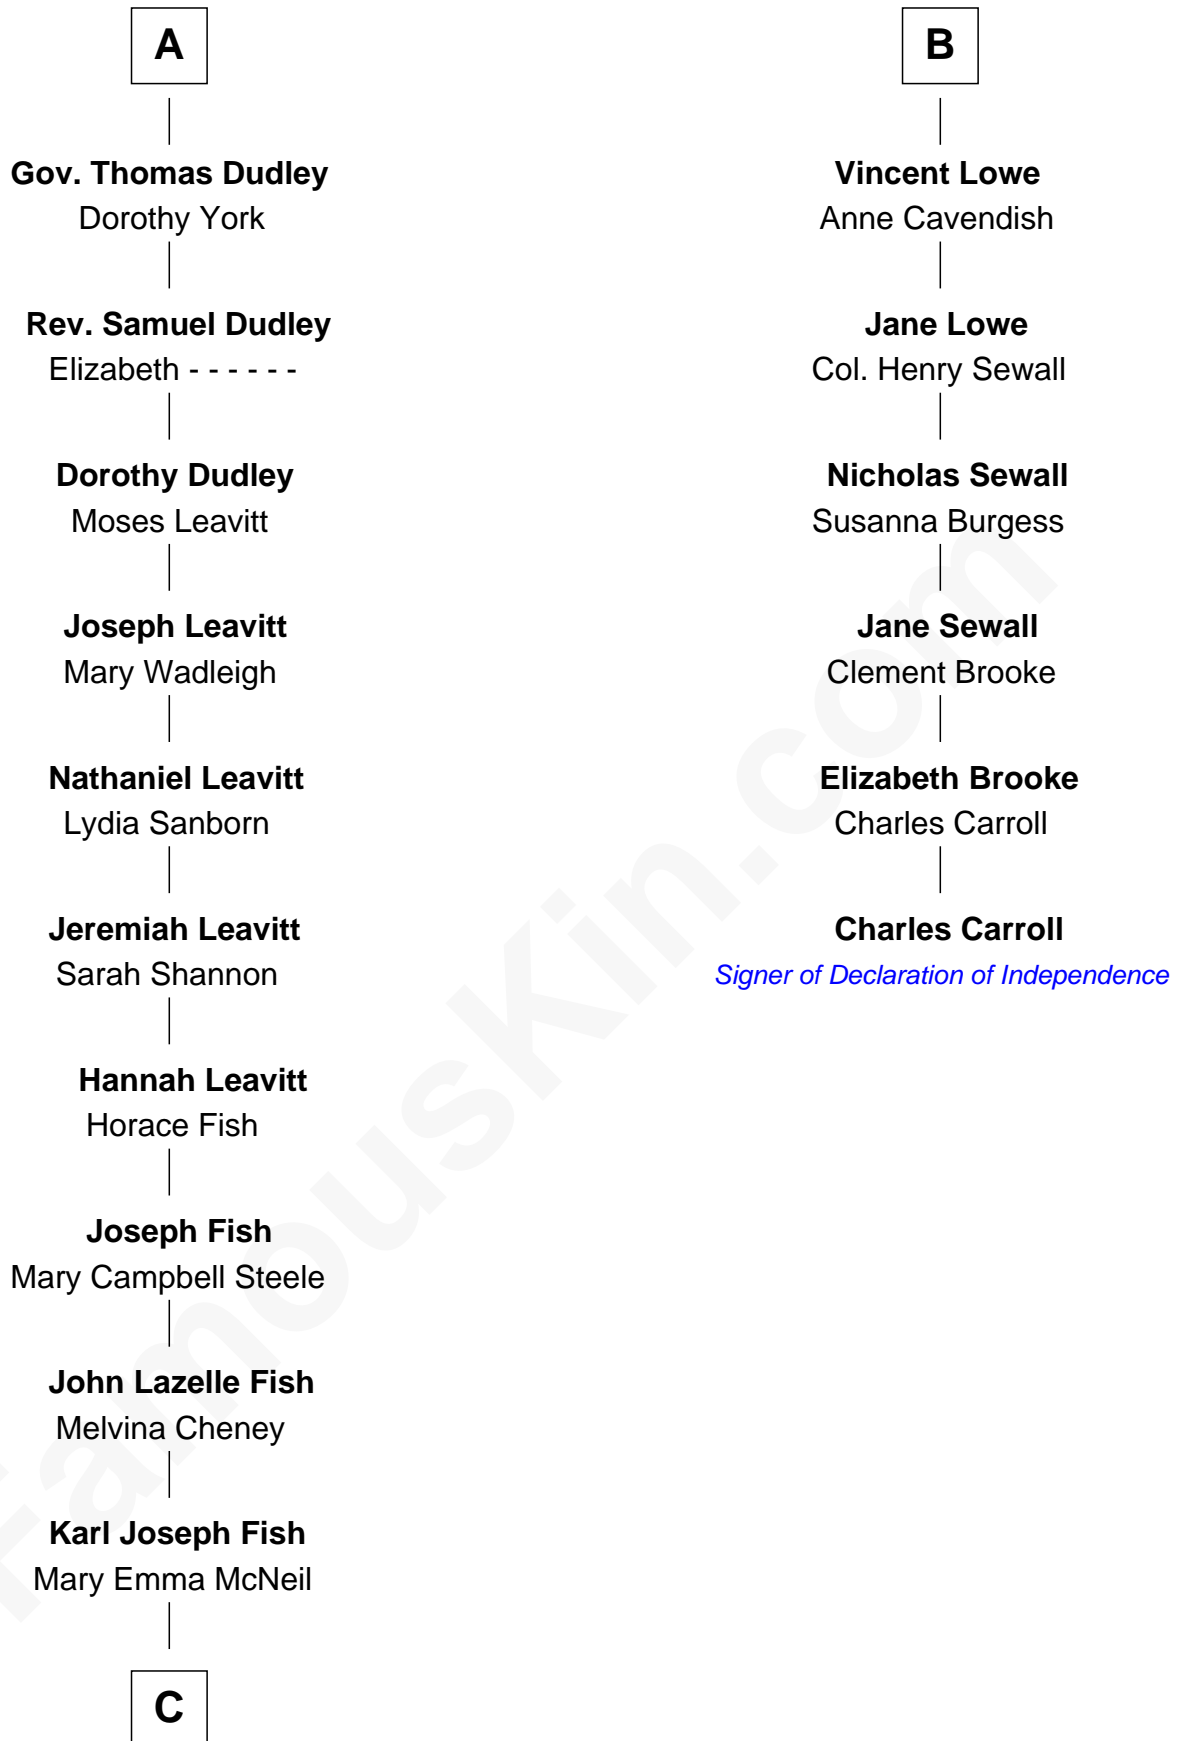 A
Gov. Thomas Dudley
Dorothy York
Rev. Samuel Dudley
Elizabeth - - - - - -
Dorothy Dudley
Moses Leavitt
Joseph Leavitt
Mary Wadleigh
Nathaniel Leavitt
Lydia Sanborn
Jeremiah Leavitt
Sarah Shannon
Hannah Leavitt
Horace Fish
Joseph Fish
Mary Campbell Steele
John Lazelle Fish
Melvina Cheney
Karl Joseph Fish
Mary Emma McNeil
C
B
Vincent Lowe
Anne Cavendish
Jane Lowe
Col. Henry Sewall
Nicholas Sewall
Susanna Burgess
Jane Sewall
Clement Brooke
Elizabeth Brooke
Charles Carroll
Charles Carroll
Signer of Declaration of Independence
FamousKin.com